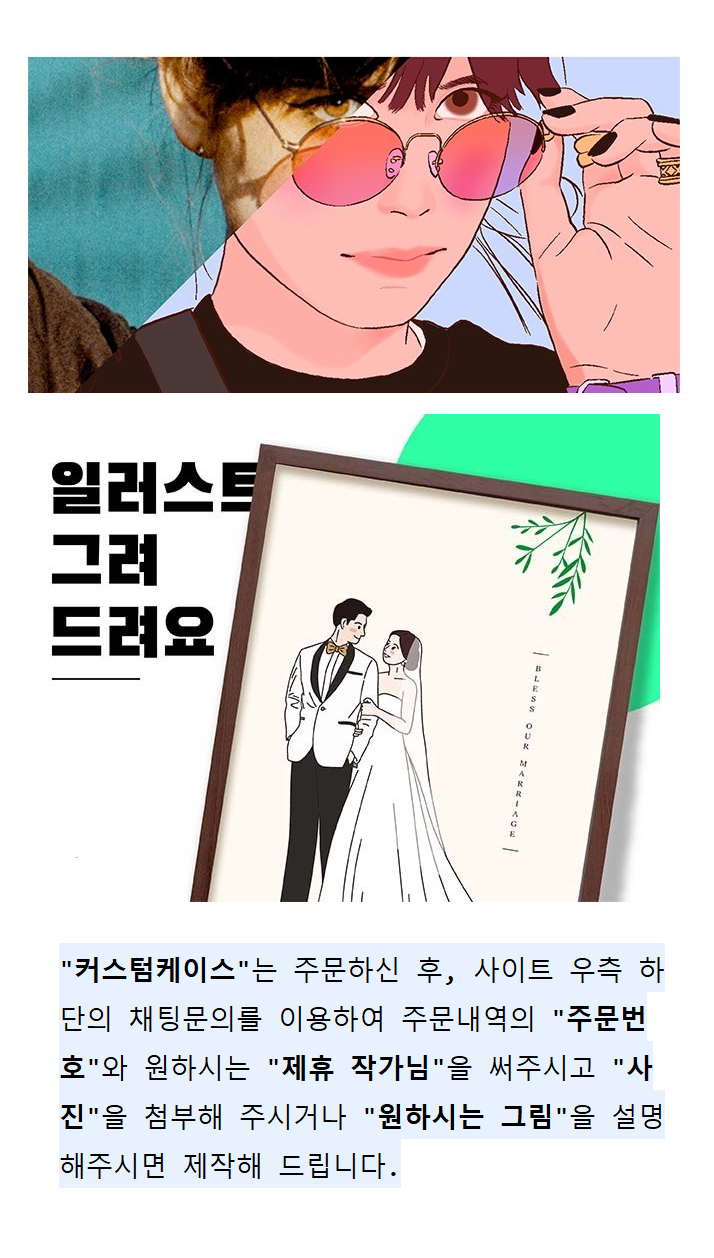 일러스트
그려
드려요
BLESS OUR MARRIAGE
"커스텀케이스"는 주문하신 후, 사이트 우측 하
단의 채팅문의를 이용하여 주문내역의 "주문번
호"와 원하시는 "제휴 작가님"을 써주시고 "사
진"을 첨부해 주시거나 "원하시는 그림"을 설명
해주시면 제작해 드립니다.